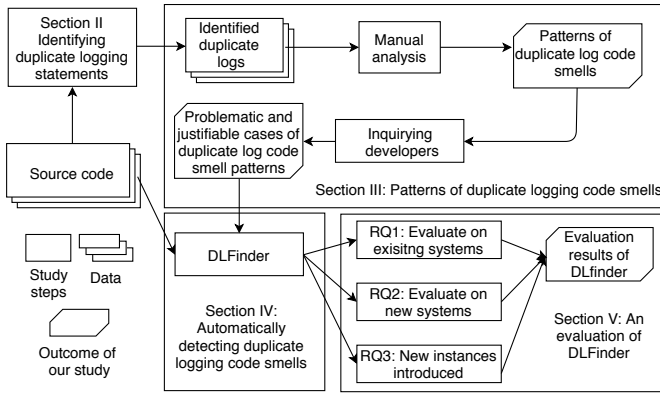 Section II
Identifying
duplicate logging
statements
Identified
duplicate
logs
Manual
analysis
Patterns of
duplicate log code
smells
Problematic and
justifiable cases of
duplicate log code
smell patterns
Inquirying
developers
Source code
Section III: Patterns of duplicate logging code smells
DLFinder
RQ1: Evaluate on
exisitng systems
Evaluation
results of
DLfinder
Study
steps
Data
RQ2: Evaluate on
new systems
Section IV:
Automatically
detecting duplicate
logging code smells
Section V: An
evaluation of
DLFinder
RQ3: New instances
introduced
Outcome of
our study